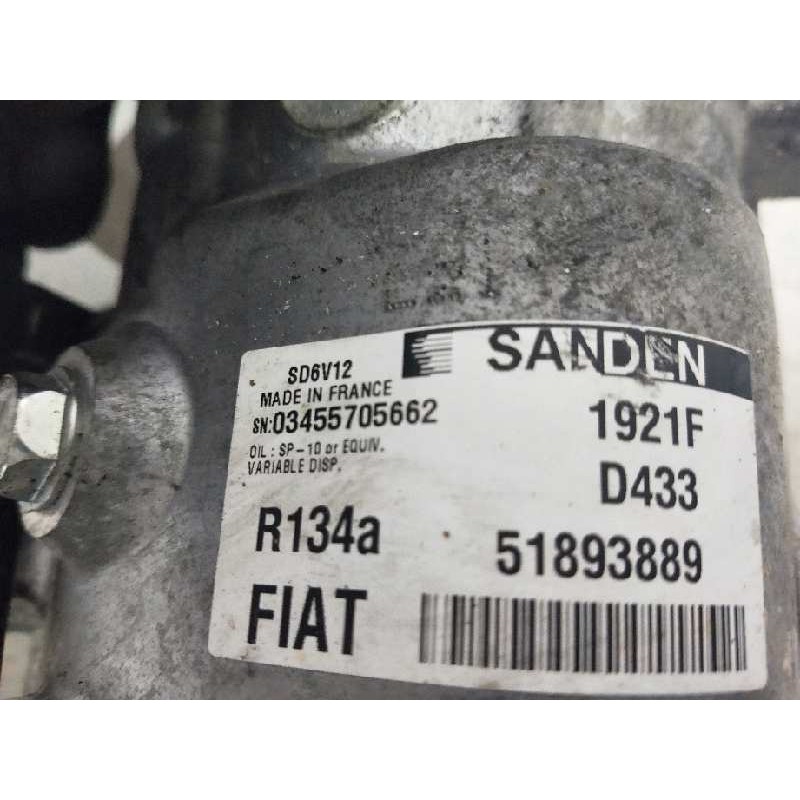 SANDEN
SD6V12
MADE IN FRANCE
SN:03455705662
1921F
OIL : SP-10 or EQUIV.
VARIABLE DISP.
D433
R134a
51893889
FIAT